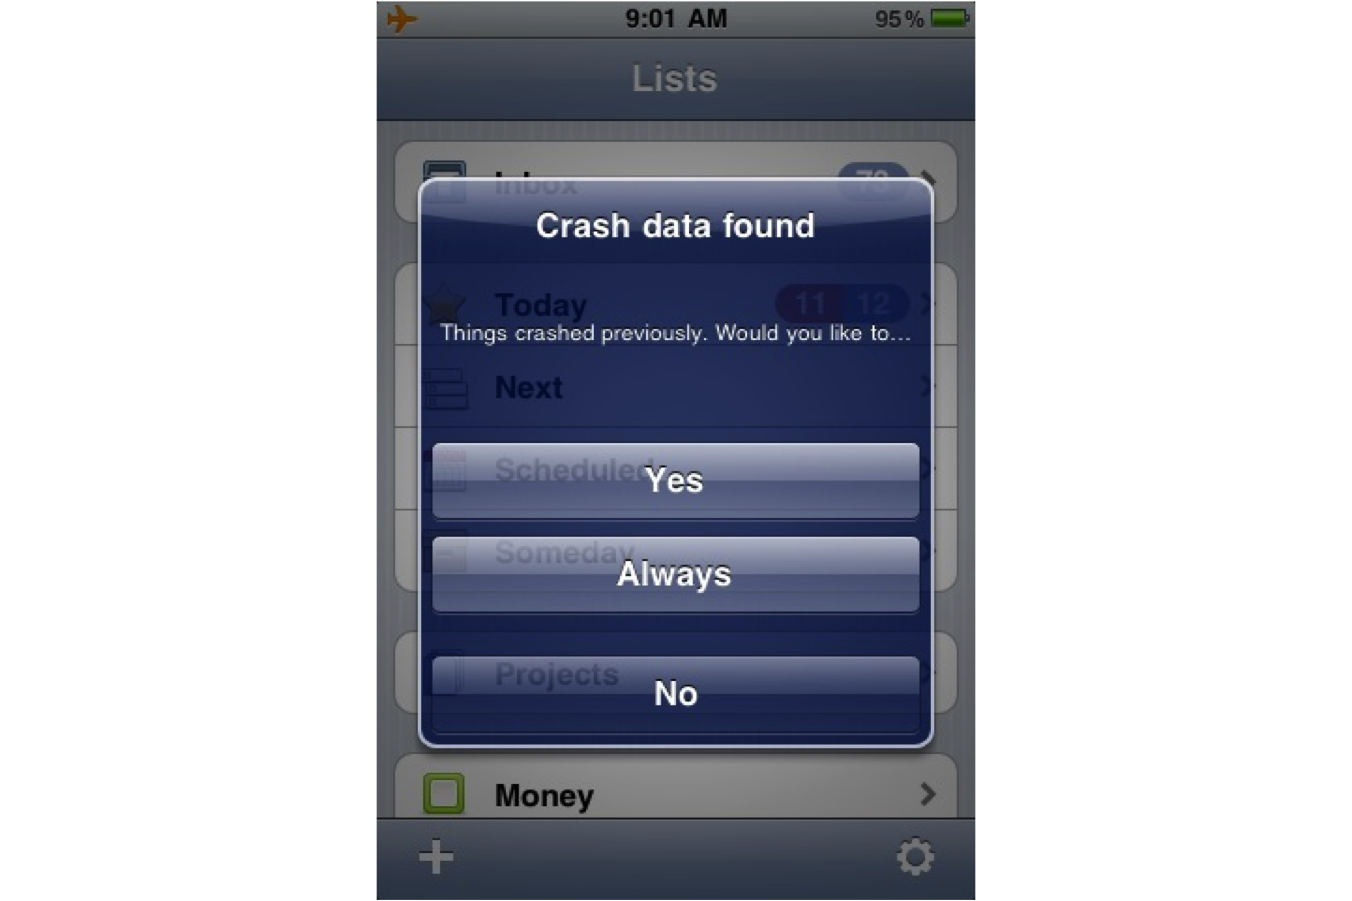 9:01 AM
95%
Lists
Inbox
73
Crash data found
Today
11
12
Things crashed previously. Would you like to...
Next
Scheduled
Yes
Someday
Always
Projects
No
Money